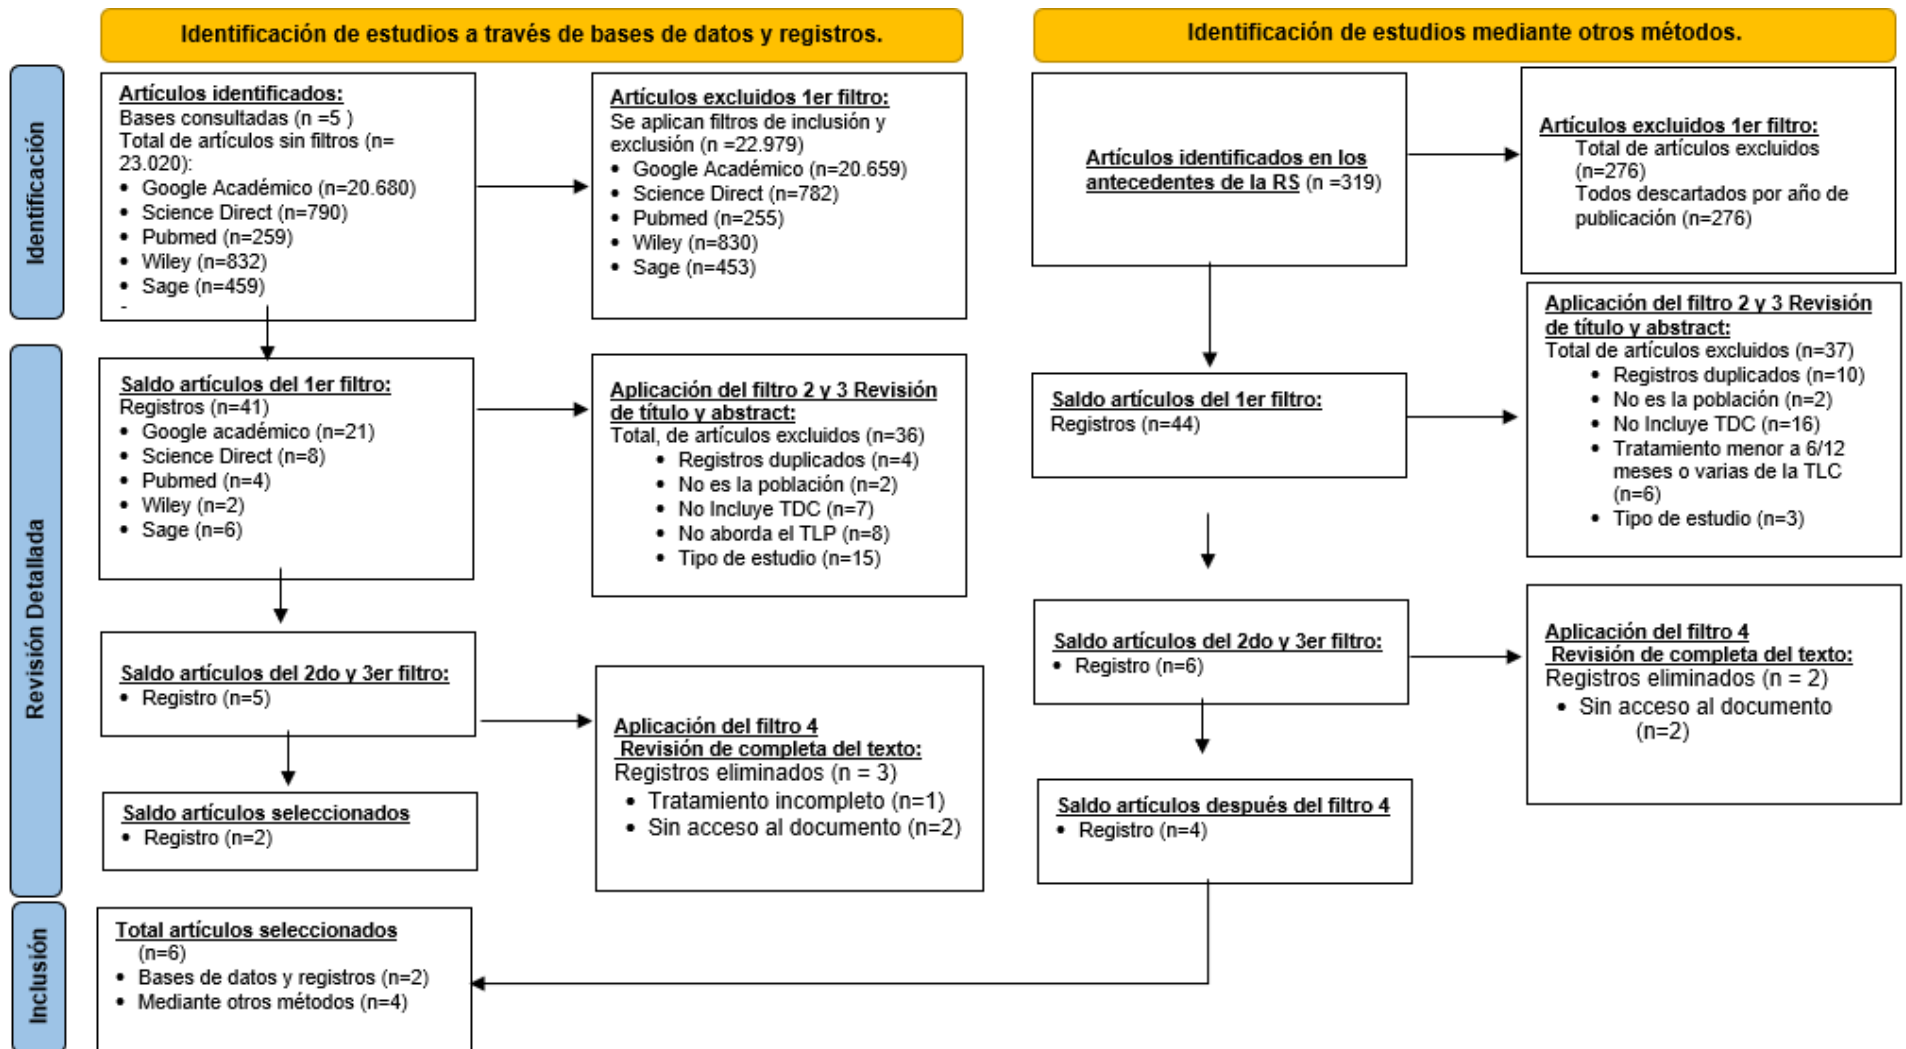 Identificación de estudios a través de bases de datos y registros.
Identificación
Artículos identificados:
Bases consultadas (n =5 )
Total de artículos sin filtros (n=
23.020):
• Google Académico (n=20.680)
• Science Direct (n=790)
• Pubmed (n=259)
• Wiley (n=832)
• Sage (n=459)
-
Artículos excluidos 1er filtro:
Se aplican filtros de inclusión y
exclusión (n =22.979)
• Google Académico (n=20.659)
• Science Direct (n=782)
• Pubmed (n=255)
• Wiley (n=830)
• Sage (n=453)
Revisión Detallada
Saldo artículos del 1er filtro:
Registros (n=41)
• Google académico (n=21)
• Science Direct (n=8)
• Pubmed (n=4)
• Wiley (n=2)
• Sage (n=6)
Aplicación del filtro 2 y 3 Revisión
de título y abstract:
Total, de artículos excluidos (n=36)
• Registros duplicados (n=4)
• No es la población (n=2)
• No Incluye TDC (n=7)
• No aborda el TLP (n=8)
• Tipo de estudio (n=15)
Saldo artículos del 2do y 3er filtro:
• Registro (n=5)
Aplicación del filtro 4
Revisión de completa del texto:
Registros eliminados (n = 3)
• Tratamiento incompleto (n=1)
• Sin acceso al documento (n=2)
Saldo artículos seleccionados
• Registro (n=2)
Identificación de estudios mediante otros métodos.
Artículos identificados en los
antecedentes de la RS (n =319)
Artículos excluidos 1er filtro:
Total de artículos excluidos
(n=276)
Todos descartados por año de
publicación (n=276)
Saldo artículos del 1er filtro:
Registros (n=44)
Aplicación del filtro 2 y 3 Revisión
de título y abstract:
Total de artículos excluidos (n=37)
• Registros duplicados (n=10)
• No es la población (n=2)
• No Incluye TDC (n=16)
• Tratamiento menor a 6/12
meses o varias de la TLC
(n=6)
• Tipo de estudio (n=3)
Saldo artículos del 2do y 3er filtro:
• Registro (n=6)
Aplicación del filtro 4
Revisión de completa del texto:
Registros eliminados (n = 2)
• Sin acceso al documento
(n=2)
Saldo artículos después del filtro 4
• Registro (n=4)
Inclusión
Total artículos seleccionados
(n=6)
• Bases de datos y registros (n=2)
• Mediante otros métodos (n=4)